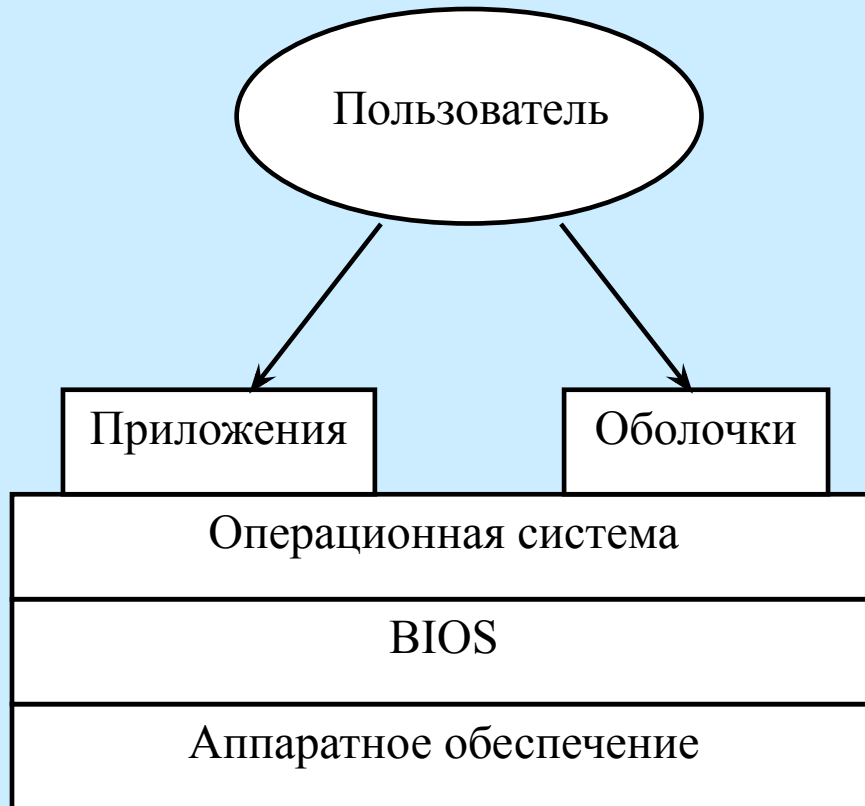 Пользователь
Приложения
Оболочки
Операционная система
BIOS
Аппаратное обеспечение